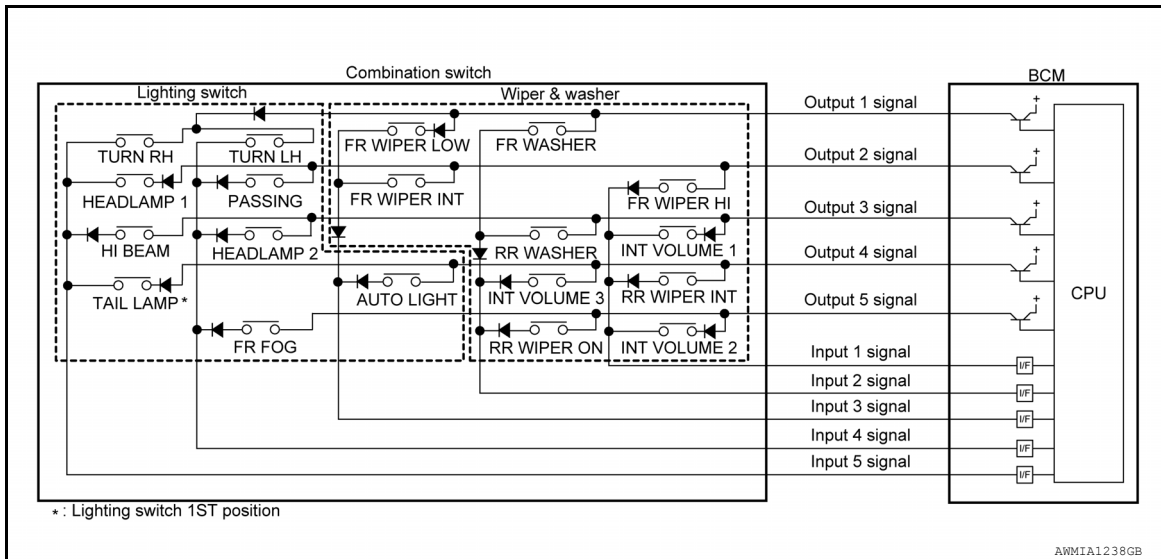 Combination switch
BCM
Lighting switch
Wiper & washer
Output 1 signal
+
TURN RH
TURN LH
FR WIPER LOW
FR WASHER
Output 2 signal
+
HEADLAMP 1
PASSING
FR WIPER INT
FR WIPER HI
Output 3 signal
+
HI BEAM
HEADLAMP 2
RR WASHER
INT VOLUME 1
Output 4 signal
+
TAIL LAMP *
AUTO LIGHT
INT VOLUME 3
RR WIPER INT
CPU
Output 5 signal
+
FR FOG
RR WIPER ON
INT VOLUME 2
Input 1 signal
I/F
Input 2 signal
I/F
Input 3 signal
I/F
Input 4 signal
I/F
Input 5 signal
I/F
* : Lighting switch 1ST position
AWMIA1238GB